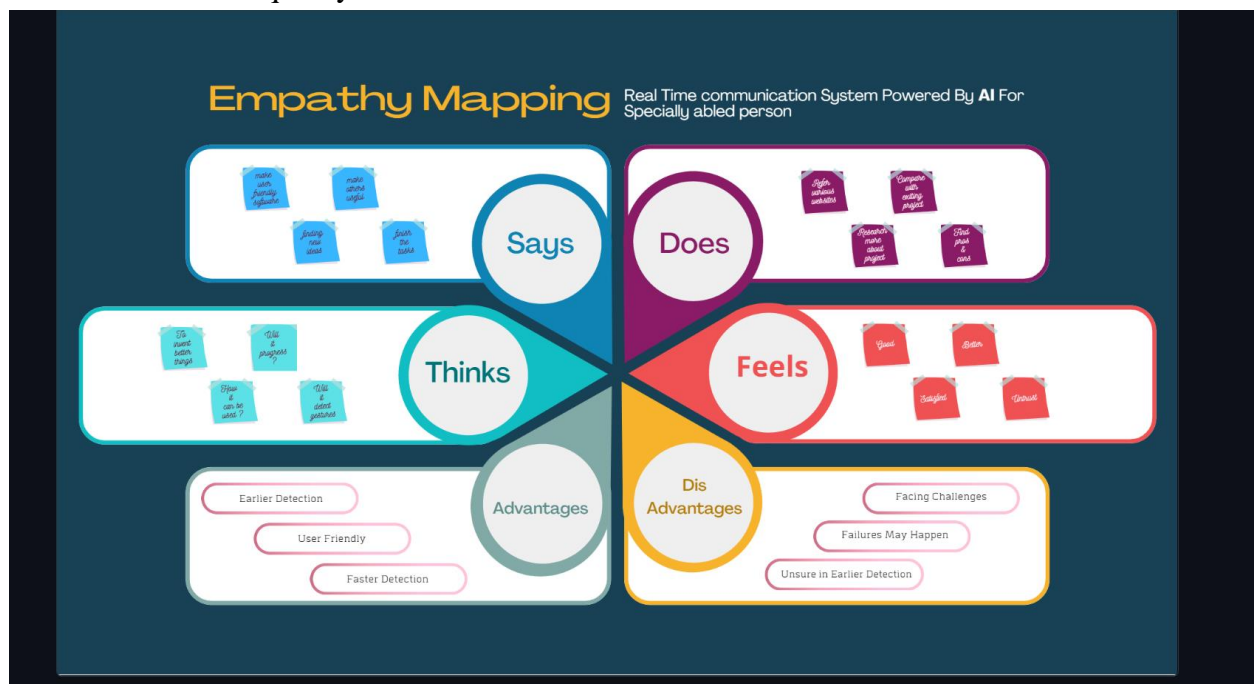 Empathy Mapping
Real Time communication System Powered By AI For
Specially abled person
make
user
friendly
software
make
others
useful
finding
new
ideas
finish
the
tasks
Says
Does
Refer
various
websites
Compare
with
exiting
project
Research
more
about
project
Find
pros
&
cons
To
invent
better
things
Will
it
progress
?
How
it
can be
used ?
Will
it
detect
gestures
Thinks
Feels
Good
Better
Satisfied
Untrust
Earlier Detection
User Friendly
Faster Detection
Advantages
Dis
Advantages
Facing Challenges
Failures May Happen
Unsure in Earlier Detection